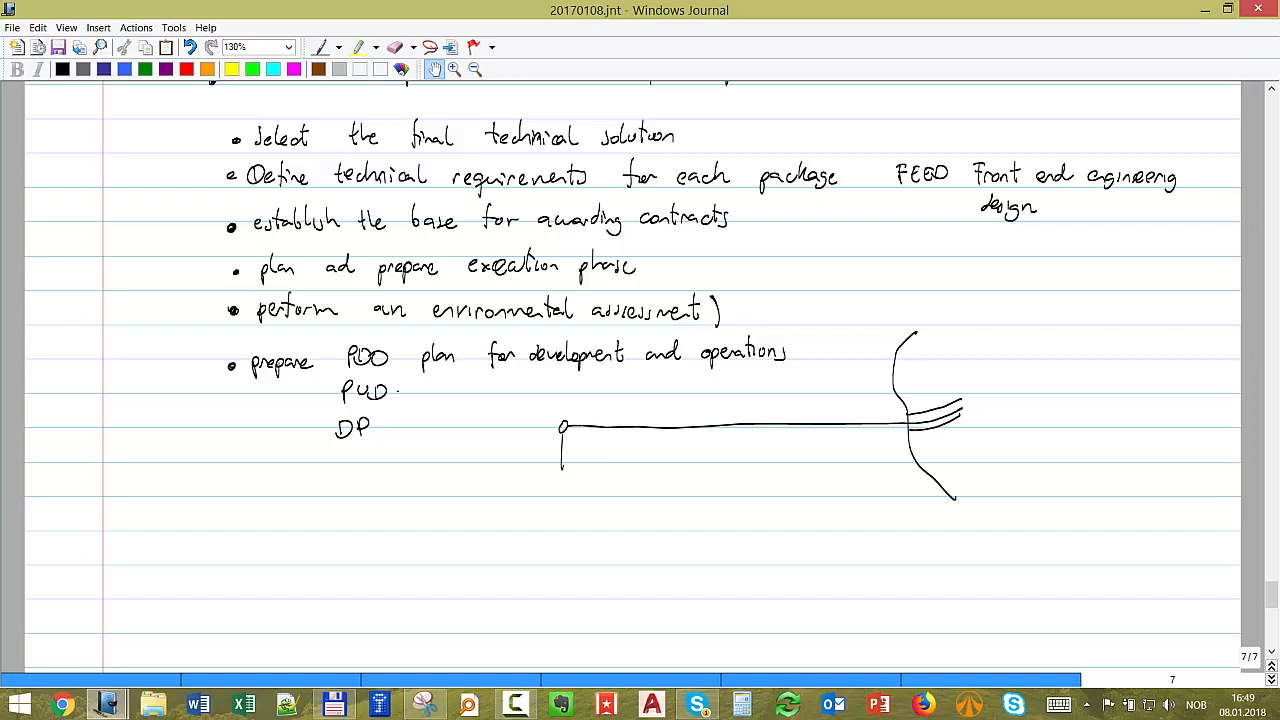 20170108.jnt - Windows Journal
File Edit View Insert Actions Tools Help
130%
B I
• Select the final technical solution
• Define technical requirements for each package FEED Front end engineering
design
• establish the base for awarding contracts
• plan ad prepare execution phase
• perform an environmental assessment)
• prepare PDO plan for development and operations
PUD
DP
7/7
7
NOB
16:49
08.01.2018